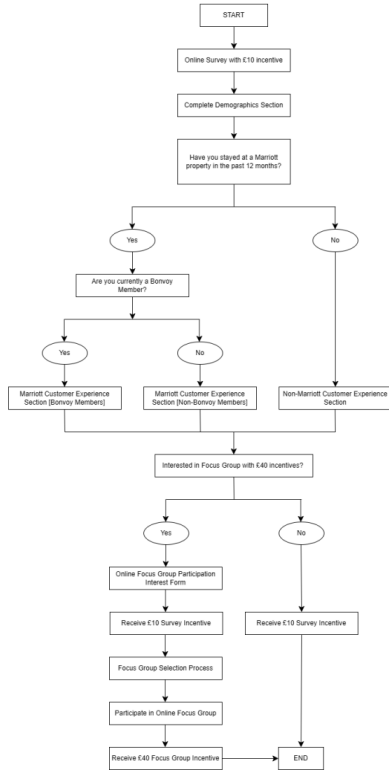 START
Online Survey with £10 incentive
Complete Demographics Section
Have you stayed at a Marriott
property in the past 12 months?
Yes
No
Are you currently a Bonvoy
Member?
Yes
No
Marriott Customer Experience
Section [Bonvoy Members]
Marriott Customer Experience
Section [Non-Bonvoy Members]
Non-Marriott Customer Experience
Section
Interested in Focus Group with £40 incentives?
Yes
No
Online Focus Group Participation
Interest Form
Receive £10 Survey Incentive
Receive £10 Survey Incentive
Focus Group Selection Process
Participate in Online Focus Group
Receive £40 Focus Group Incentive
END